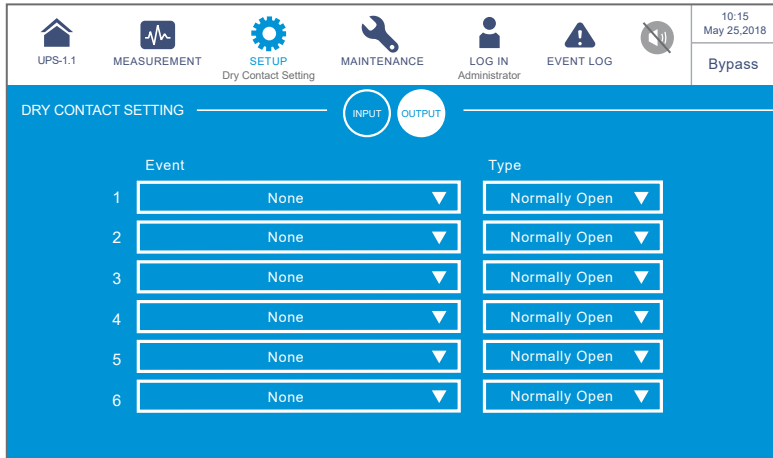 10:15
May 25,2018
UPS-1.1 MEASUREMENT SETUP MAINTENANCE LOG IN EVENT LOG Bypass
Dry Contact Setting Administrator
DRY CONTACT SETTING INPUT OUTPUT
Event Type
1 None Normally Open
2 None Normally Open
3 None Normally Open
4 None Normally Open
5 None Normally Open
6 None Normally Open